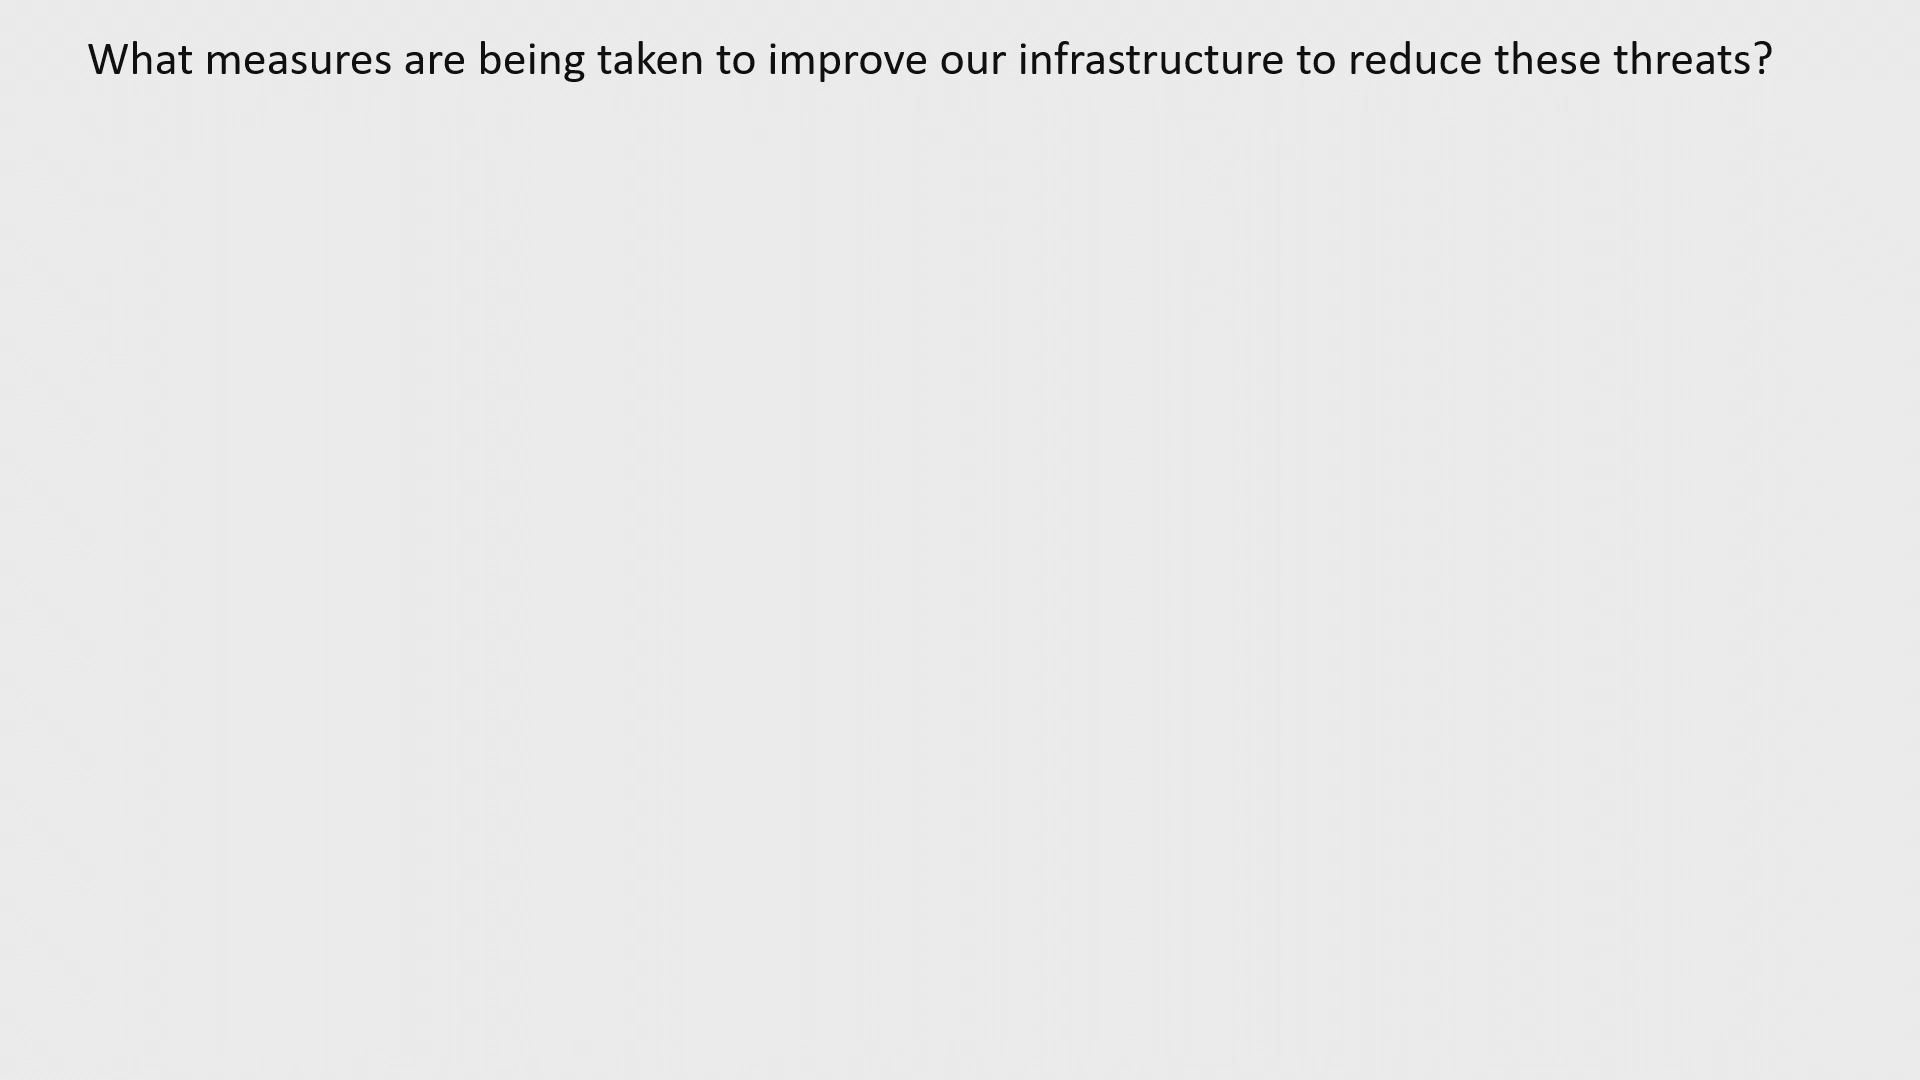 What measures are being taken to improve our infrastructure to reduce these threats?